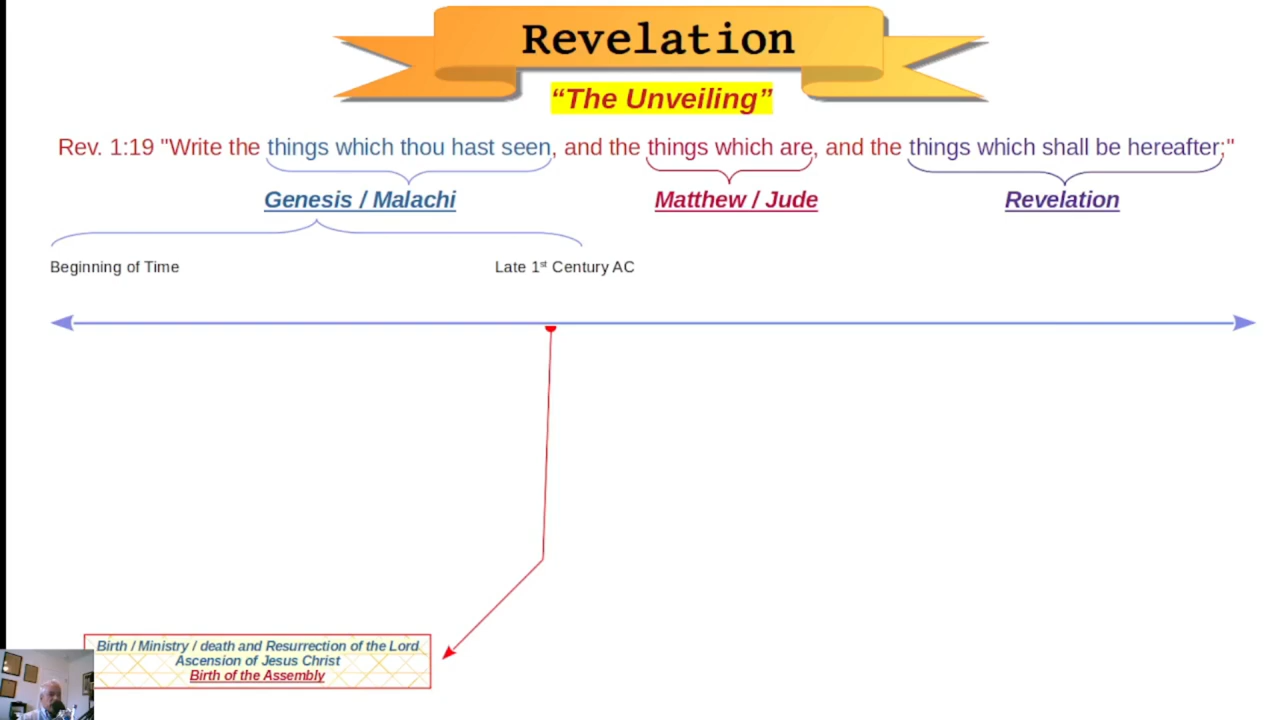 Revelation
“The Unveiling”
Rev. 1:19 "Write the things which thou hast seen, and the things which are, and the things which shall be hereafter;"
Genesis / Malachi Matthew / Jude Revelation
Beginning of Time Late 1st Century AC
Birth / Ministry / death and Resurrection of the Lord
Ascension of Jesus Christ
Birth of the Assembly